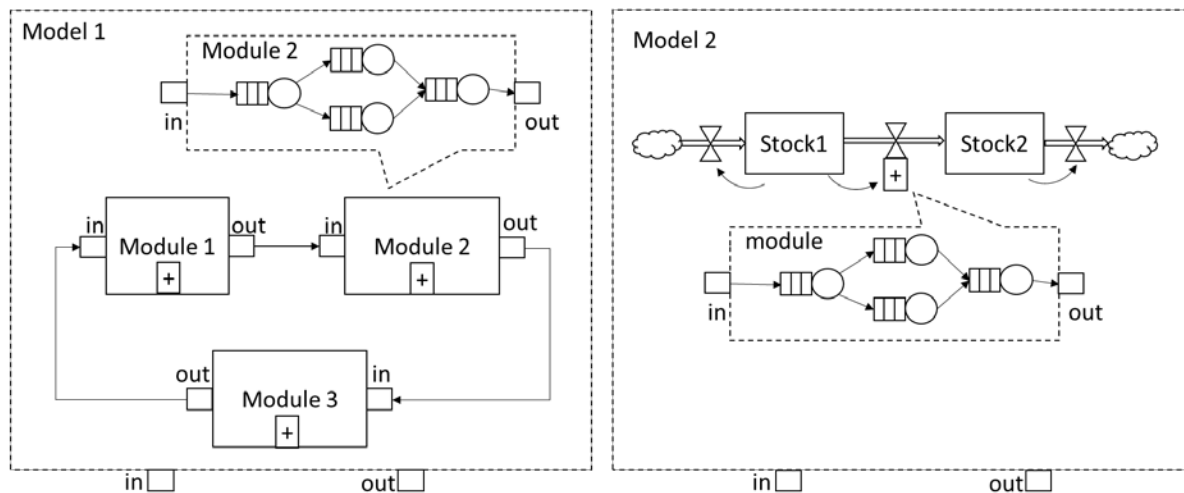 Model 1
Module 2
in
out
in
Module 1
+
out
in
Module 2
+
out
out
Module 3
+
in
in
out
Model 2
Stock1
+
Stock2
module
in
out
in
out